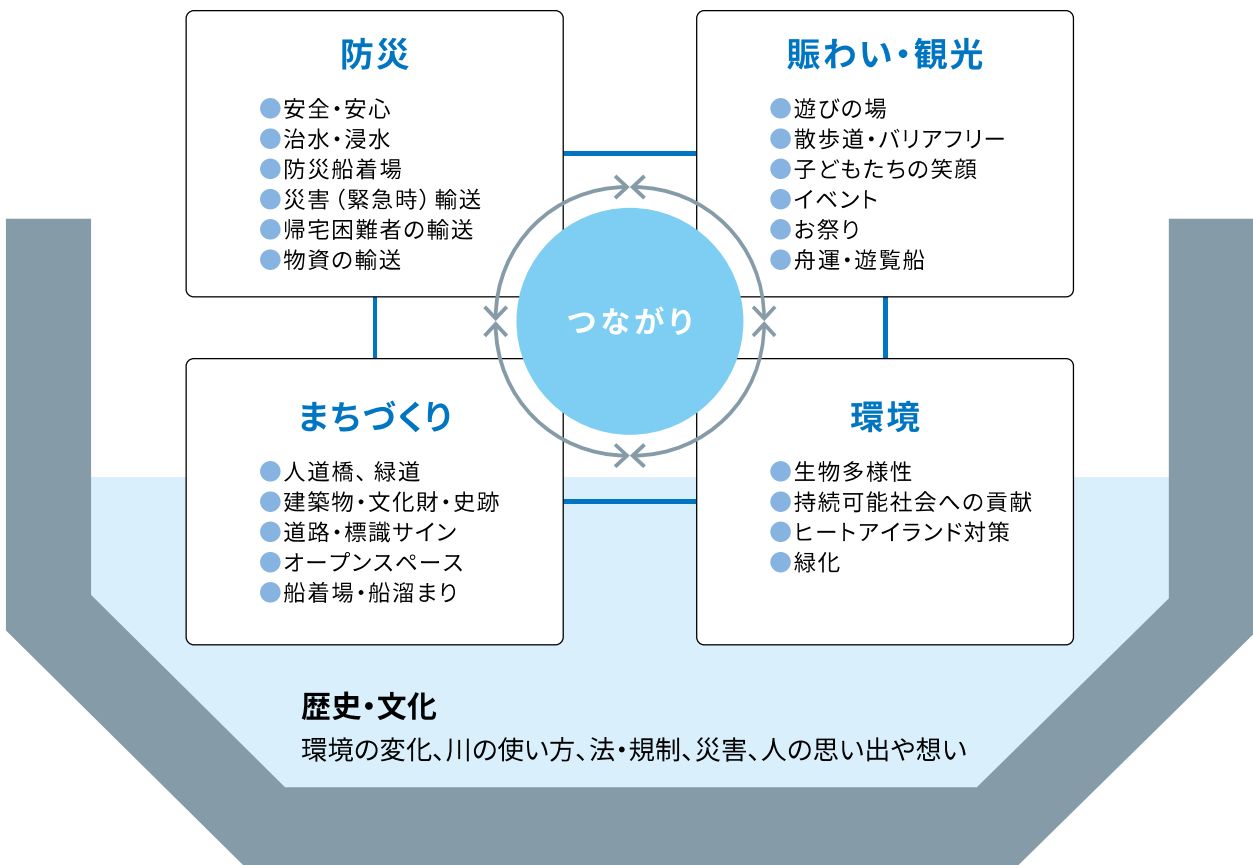 防災
●安全・安心
●治水・浸水
●防災船着場
●災害（緊急時）輸送
●帰宅困難者の輸送
●物資の輸送
賑わい・観光
●遊びの場
●散歩道・バリアフリー
●子どもたちの笑顔
●イベント
●お祭り
●舟運・遊覧船
つながり
まちづくり
●人道橋、緑道
●建築物・文化財・史跡
●道路・標識サイン
●オープンスペース
●船着場・船溜まり
環境
●生物多様性
●持続可能社会への貢献
●ヒートアイランド対策
●緑化
歴史・文化
環境の変化、川の使い方、法・規制、災害、人の思い出や想い